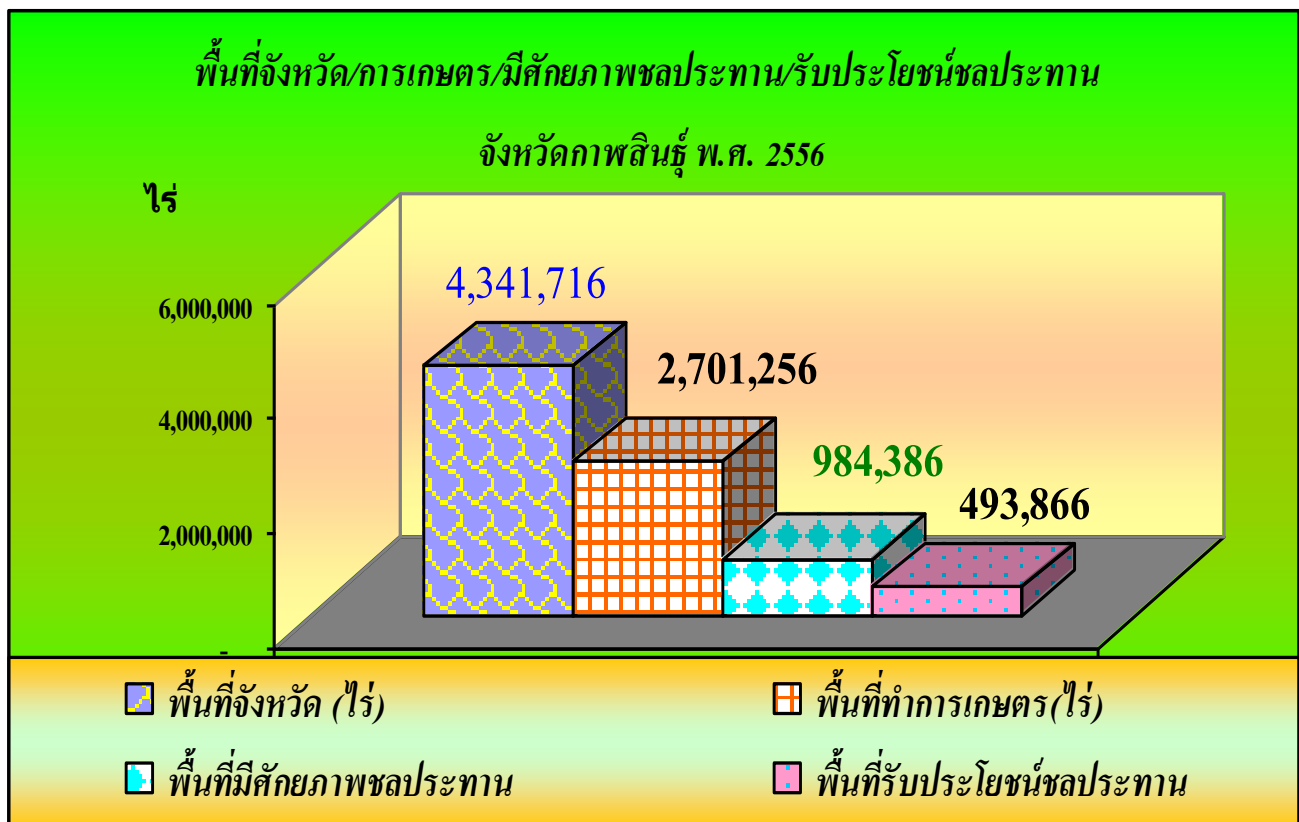 พื้นที่จังหวัด/การเกษตร/มีศักยภาพชลประทาน/รับประโยชน์ชลประทาน
จังหวัดกาฬสินธุ์ พ.ศ. 2556
ไร่
6,000,000
4,000,000
2,000,000
-
4,341,716
2,701,256
984,386
493,866
พื้นที่จังหวัด (ไร่)
พื้นที่ทำการเกษตร(ไร่)
พื้นที่มีศักยภาพชลประทาน
พื้นที่รับประโยชน์ชลประทาน